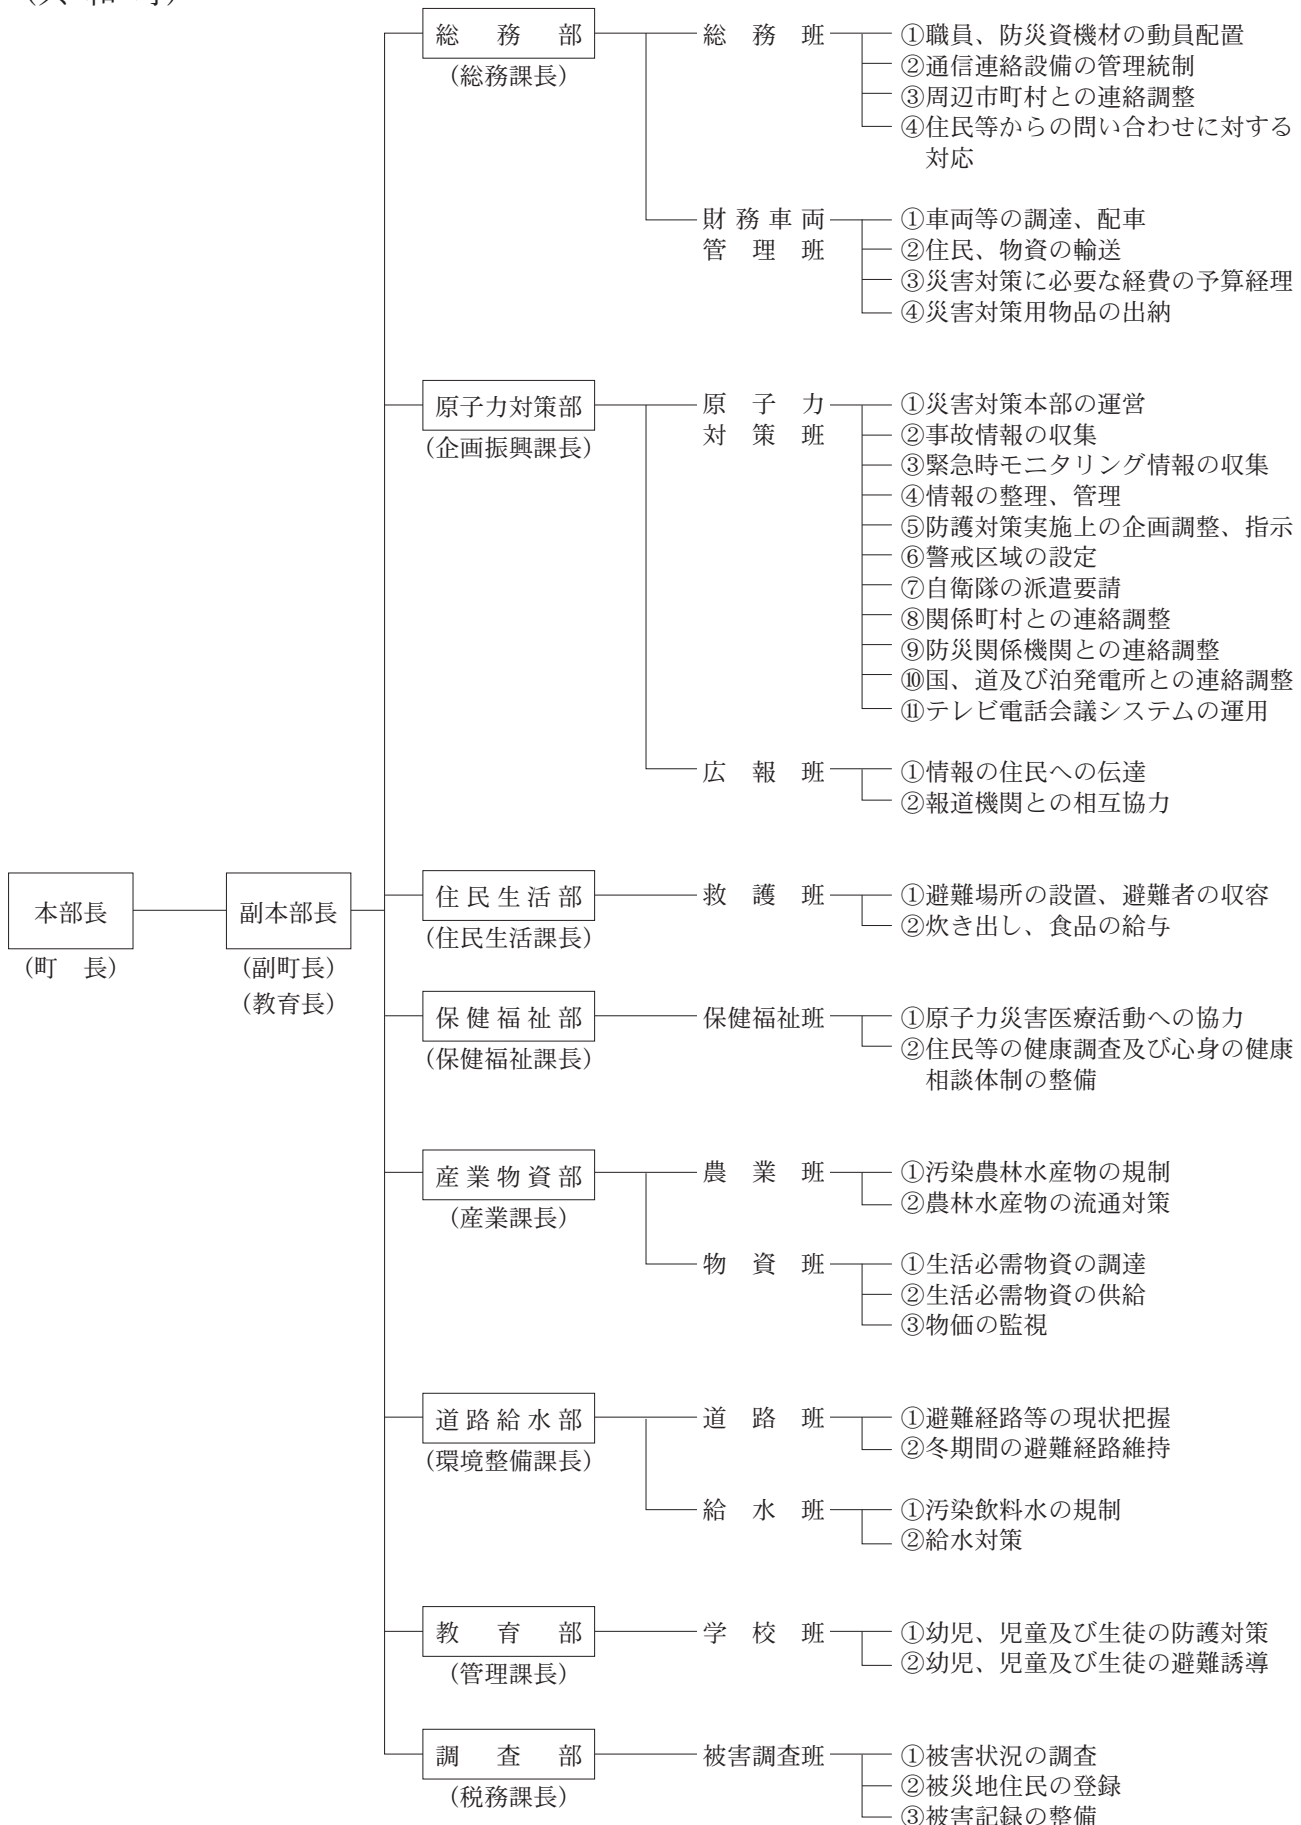 総務部
(総務課長)
総務班
①職員、防災資機材の動員配置
②通信連絡設備の管理統制
③周辺市町村との連絡調整
④住民等からの問い合わせに対する
対応
財務車両
管理班
①車両等の調達、配車
②住民、物資の輸送
③災害対策に必要な経費の予算経理
④災害対策用物品の出納
原子力対策部
(企画振興課長)
原子力
対策班
①災害対策本部の運営
②事故情報の収集
③緊急時モニタリング情報の収集
④情報の整理、管理
⑤防護対策実施上の企画調整、指示
⑥警戒区域の設定
⑦自衛隊の派遣要請
⑧関係町村との連絡調整
⑨防災関係機関との連絡調整
⑩国、道及び泊発電所との連絡調整
⑪テレビ電話会議システムの運用
広報班
①情報の住民への伝達
②報道機関との相互協力
本部長
(町 長)
副本部長
(副町長)
(教育長)
住民生活部
(住民生活課長)
救護班
①避難場所の設置、避難者の収容
②炊き出し、食品の給与
保健福祉部
(保健福祉課長)
保健福祉班
①原子力災害医療活動への協力
②住民等の健康調査及び心身の健康
相談体制の整備
産業物資部
(産業課長)
農業班
①汚染農林水産物の規制
②農林水産物の流通対策
物資班
①生活必需物資の調達
②生活必需物資の供給
③物価の監視
道路給水部
(環境整備課長)
道路班
①避難経路等の現状把握
②冬期間の避難経路維持
給水班
①汚染飲料水の規制
②給水対策
教育部
(管理課長)
学校班
①幼児、児童及び生徒の防護対策
②幼児、児童及び生徒の避難誘導
調査部
(税務課長)
被害調査班
①被害状況の調査
②被災地住民の登録
③被害記録の整備